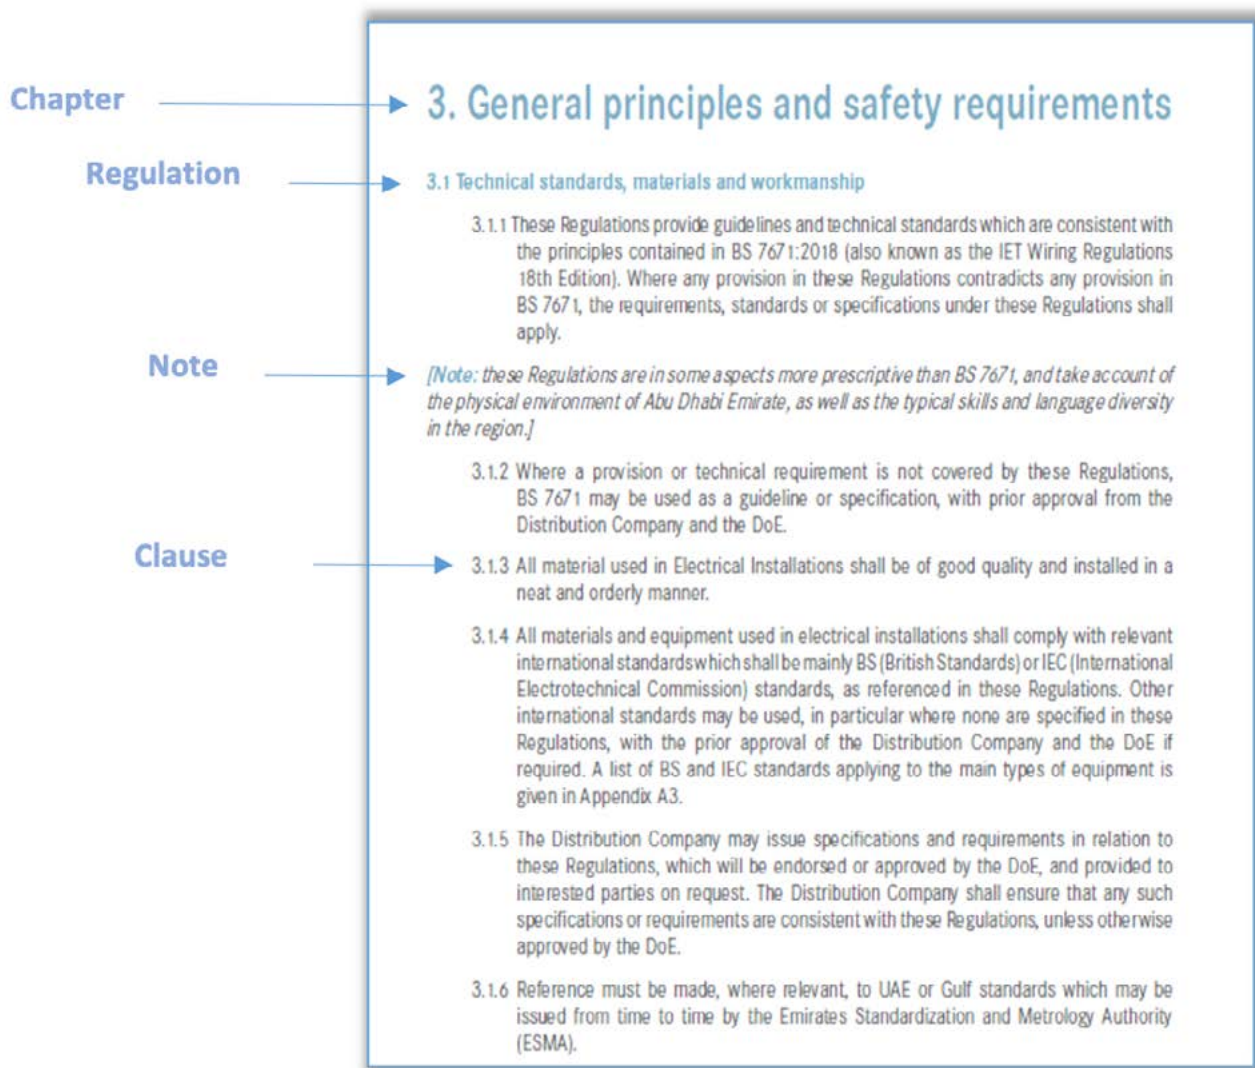 Chapter
3. General principles and safety requirements
Regulation
3.1 Technical standards, materials and workmanship
3.1.1 These Regulations provide guidelines and technical standards which are consistent with
the principles contained in BS 7671:2018 (also known as the IET Wiring Regulations
18th Edition). Where any provision in these Regulations contradicts any provision in
BS 7671, the requirements, standards or specifications under these Regulations shall
apply.
Note
[Note: these Regulations are in some aspects more prescriptive than BS 7671, and take account of
the physical environment of Abu Dhabi Emirate, as well as the typical skills and language diversity
in the region.]
3.1.2 Where a provision or technical requirement is not covered by these Regulations,
BS 7671 may be used as a guideline or specification, with prior approval from the
Distribution Company and the DoE.
Clause
3.1.3 All material used in Electrical Installations shall be of good quality and installed in a
neat and orderly manner.
3.1.4 All materials and equipment used in electrical installations shall comply with relevant
international standards which shall be mainly BS (British Standards) or IEC (International
Electrotechnical Commission) standards, as referenced in these Regulations. Other
international standards may be used, in particular where none are specified in these
Regulations, with the prior approval of the Distribution Company and the DoE if
required. A list of BS and IEC standards applying to the main types of equipment is
given in Appendix A3.
3.1.5 The Distribution Company may issue specifications and requirements in relation to
these Regulations, which will be endorsed or approved by the DoE, and provided to
interested parties on request. The Distribution Company shall ensure that any such
specifications or requirements are consistent with these Regulations, unless otherwise
approved by the DoE.
3.1.6 Reference must be made, where relevant, to UAE or Gulf standards which may be
issued from time to time by the Emirates Standardization and Metrology Authority
(ESMA).